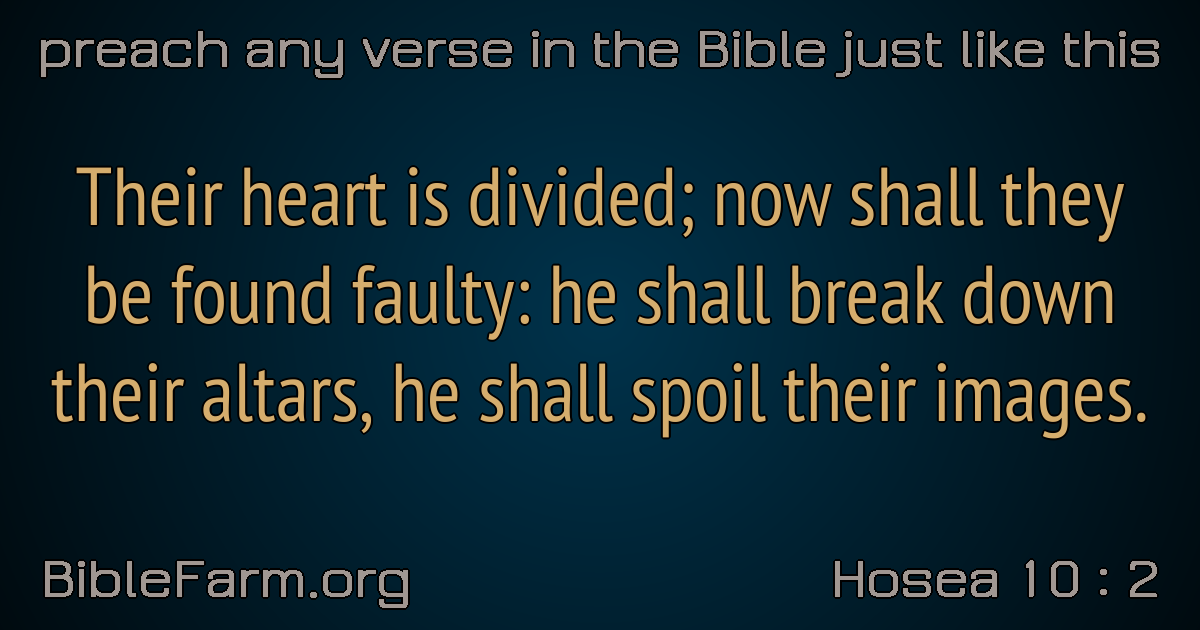 preach any verse in the Bible just like this
Their heart is divided; now shall they
be found faulty: he shall break down
their altars, he shall spoil their images.
BibleFarm.org
Hosea 10 : 2